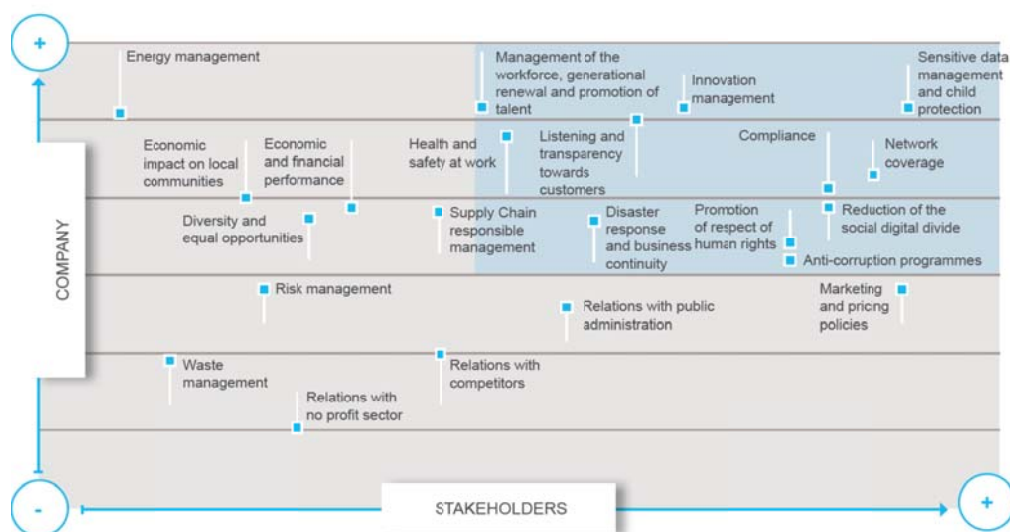 +
Energy management
Management of the
workforce, generational
renewal and promotion of
talent
Innovation
management
Sensitive data
management
and child
protection
Economic
impact on local
communities
Economic
and financial
performance
Health and
safety at work
Listening and
transparency
towards
customers
Compliance
Network
coverage
Diversity and
equal opportunities
Supply Chain
responsible
management
Disaster
response
and business
continuity
Promotion
of respect of
human rights
Reduction of the
social digital divide
Anti-corruption programmes
COMPANY
Risk management
Relations with public
administration
Marketing
and pricing
policies
Waste
management
Relations with
no profit sector
Relations with
competitors
-
STAKEHOLDERS
+